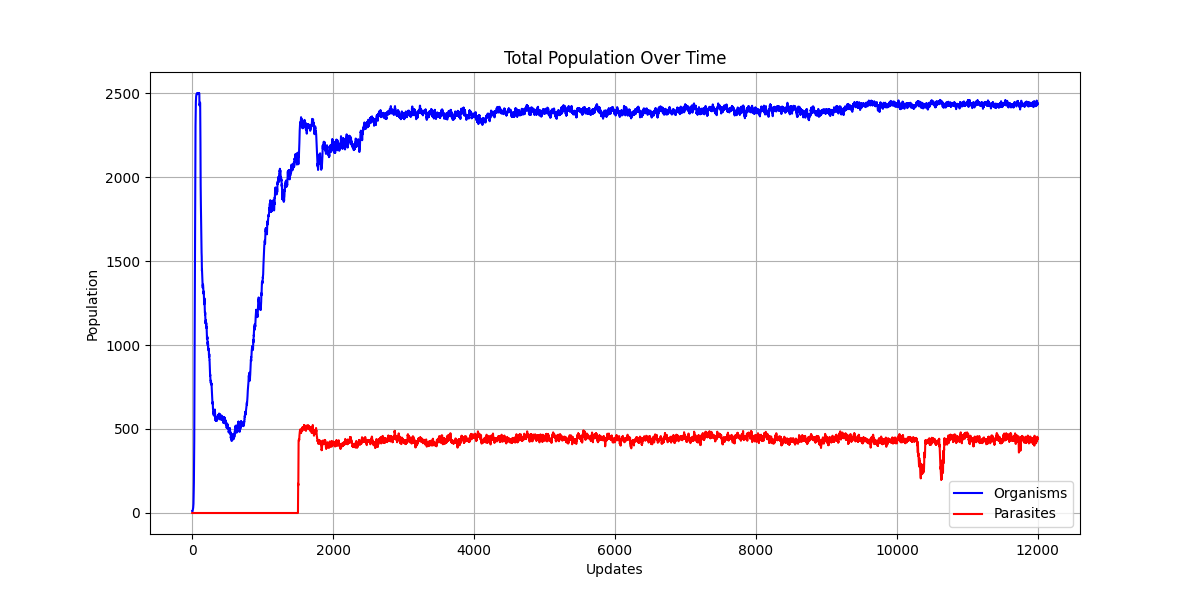 Total Population Over Time
Population
2500
2000
1500
1000
500
0
0 2000 4000 6000 8000 10000 12000
Updates
Organisms
Parasites